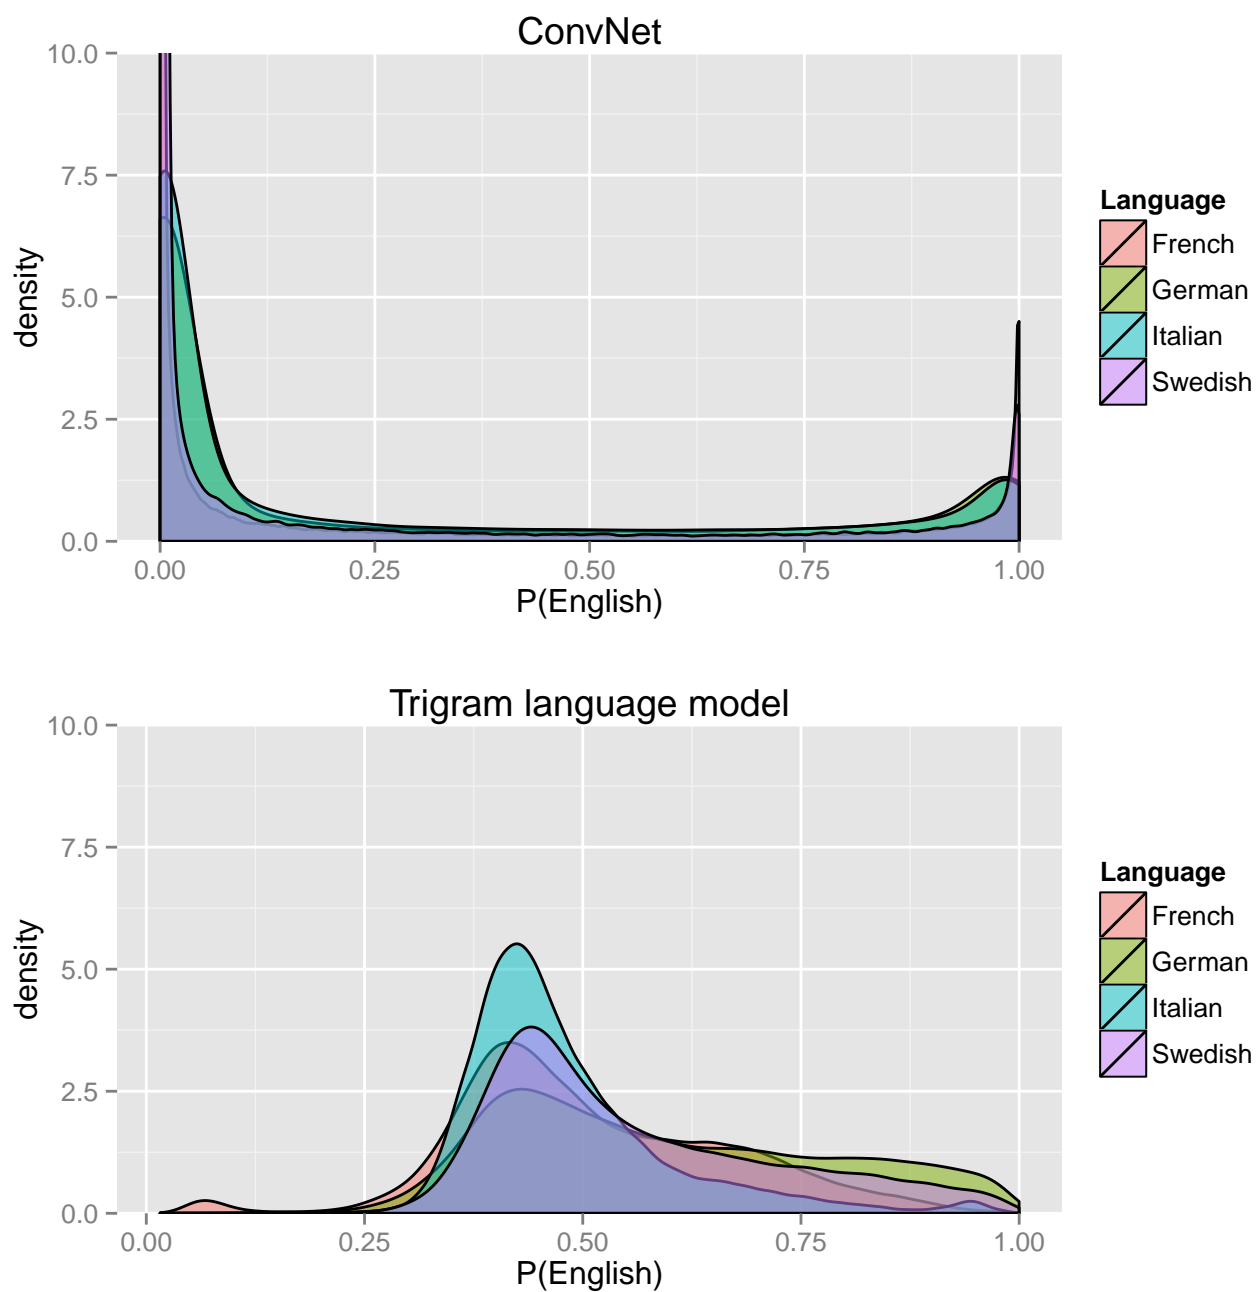 ConvNet
10.0
7.5
5.0
2.5
0.0
density
0.00 0.25 0.50 0.75 1.00
P(English)
Language
French
German
Italian
Swedish
Trigram language model
10.0
7.5
5.0
2.5
0.0
density
0.00 0.25 0.50 0.75 1.00
P(English)
Language
French
German
Italian
Swedish